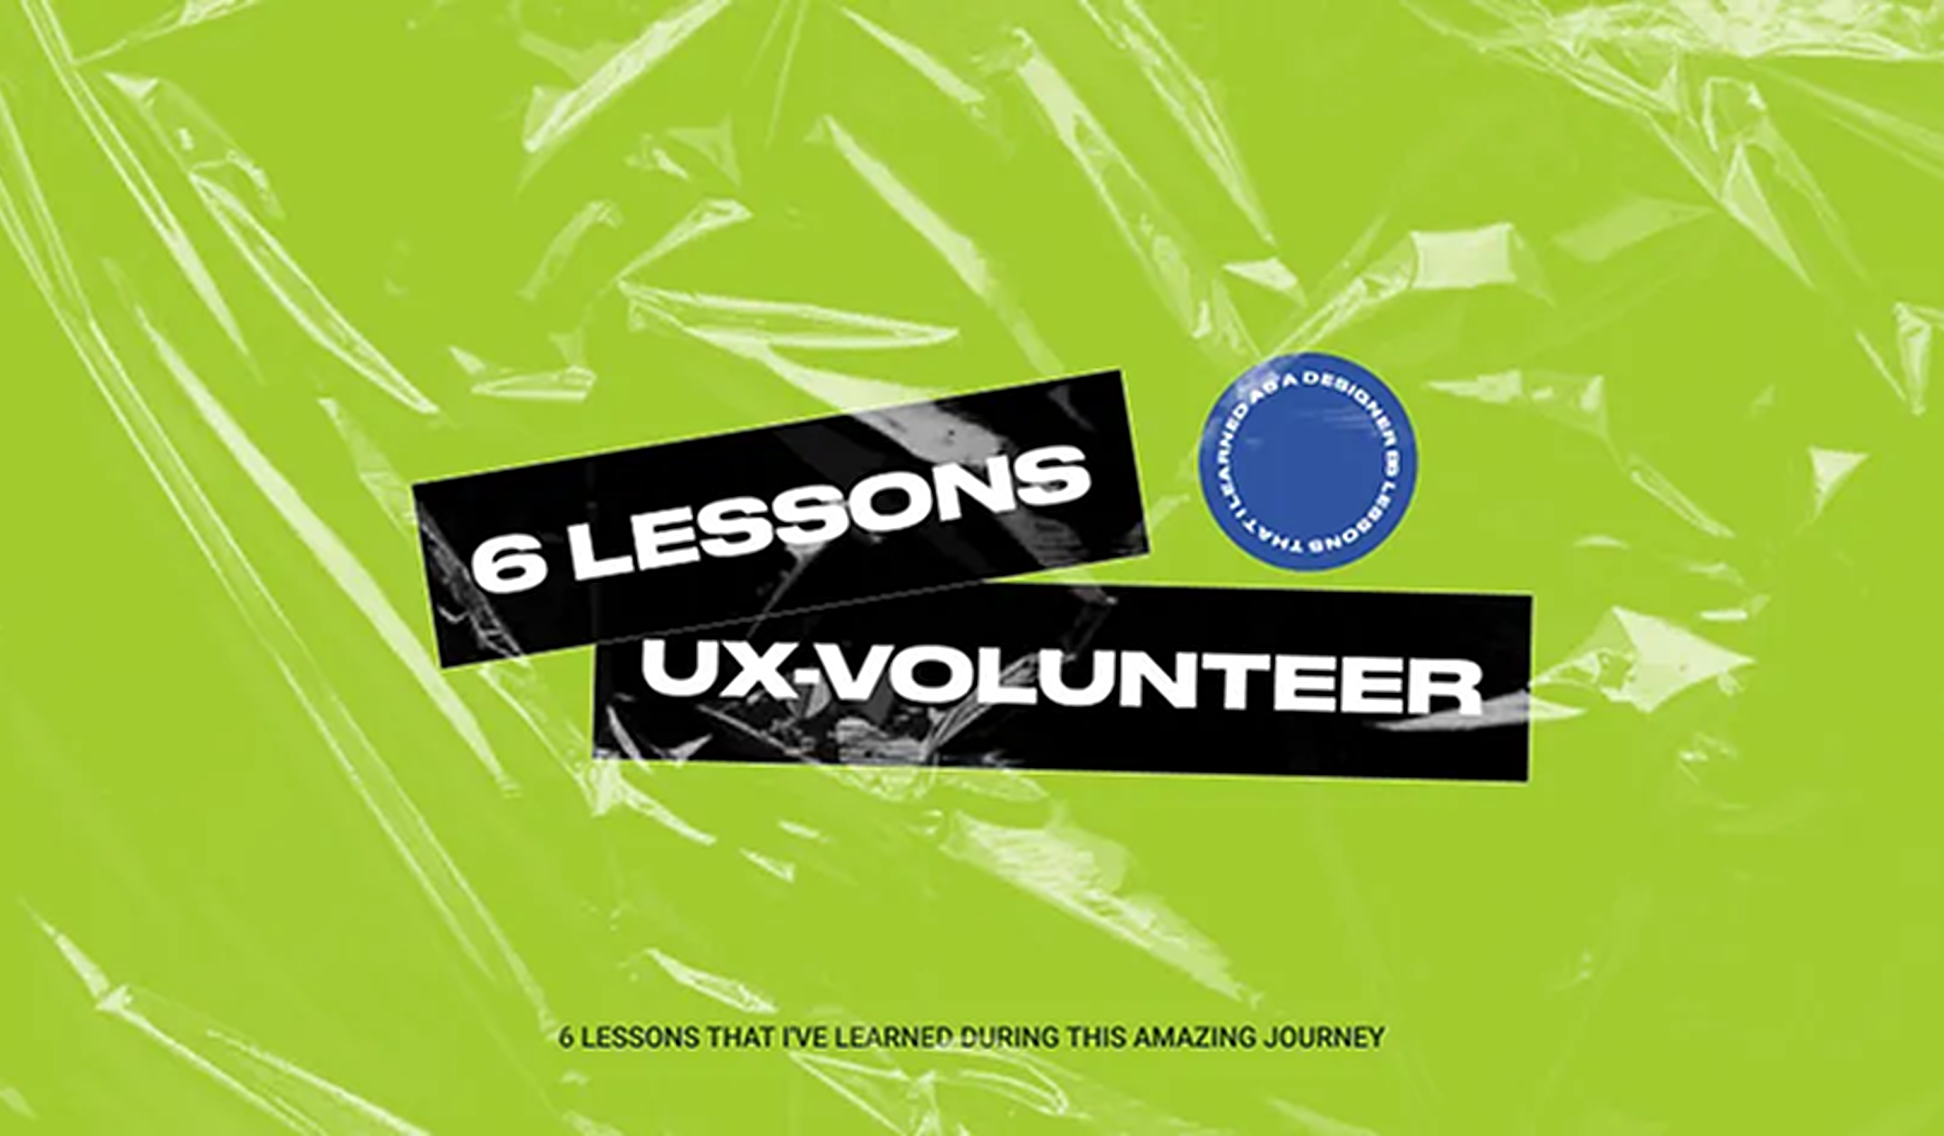 6 LESSONS
UX-VOLUNTEER
LESSONS THAT I LEARNED AS A DESIGNER
6 LESSONS THAT I'VE LEARNED DURING THIS AMAZING JOURNEY